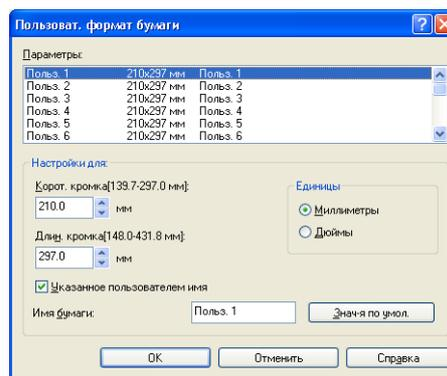 Пользоват. формат бумаги
Параметры:
Польз. 1 210x297 мм Польз. 1
Польз. 2 210x297 мм Польз. 2
Польз. 3 210x297 мм Польз. 3
Польз. 4 210x297 мм Польз. 4
Польз. 5 210x297 мм Польз. 5
Польз. 6 210x297 мм Польз. 6
Настройки для:
Корот. кромка[139.7-297.0 мм]:
210.0 мм
Длин. кромка[148.0-431.8 мм]:
297.0 мм
Единицы
Миллиметры
Дюймы
Указанное пользователем имя
Имя бумаги: Польз. 1 Знач-я по умол.
OK Отменить Справка